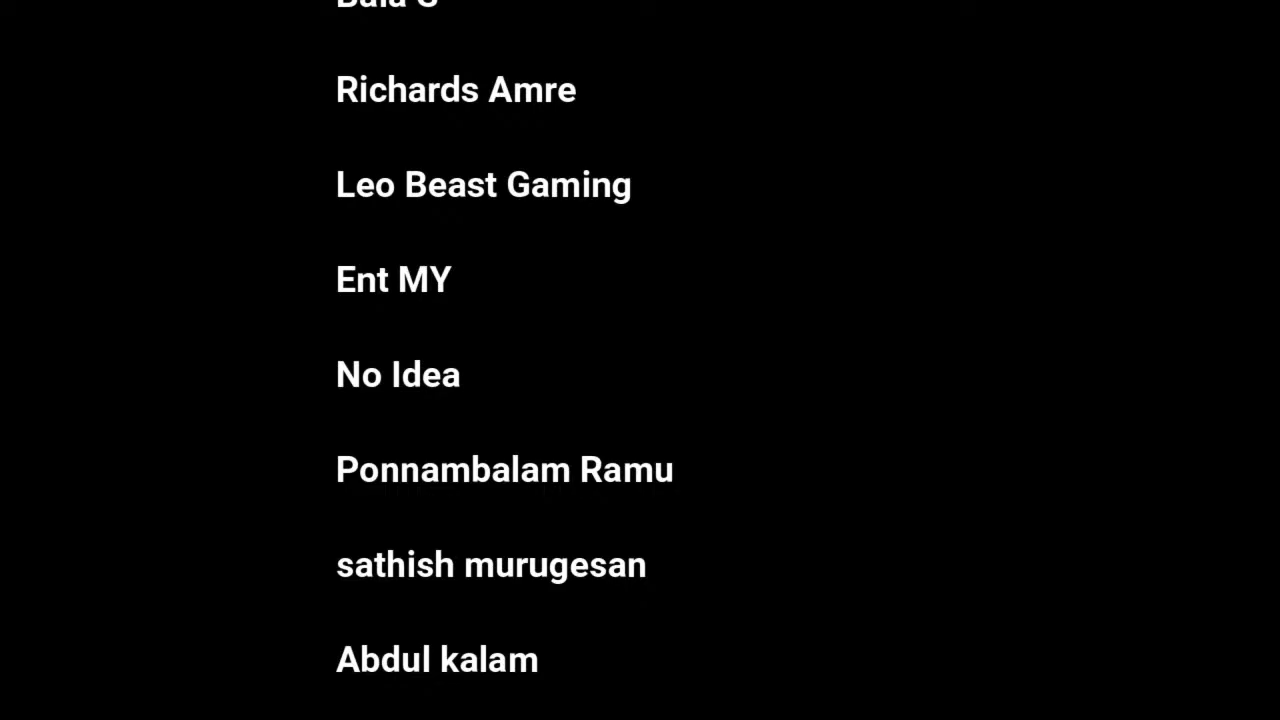 Richards Amre
Leo Beast Gaming
Ent MY
No Idea
Ponnambalam Ramu
sathish murugesan
Abdul kalam